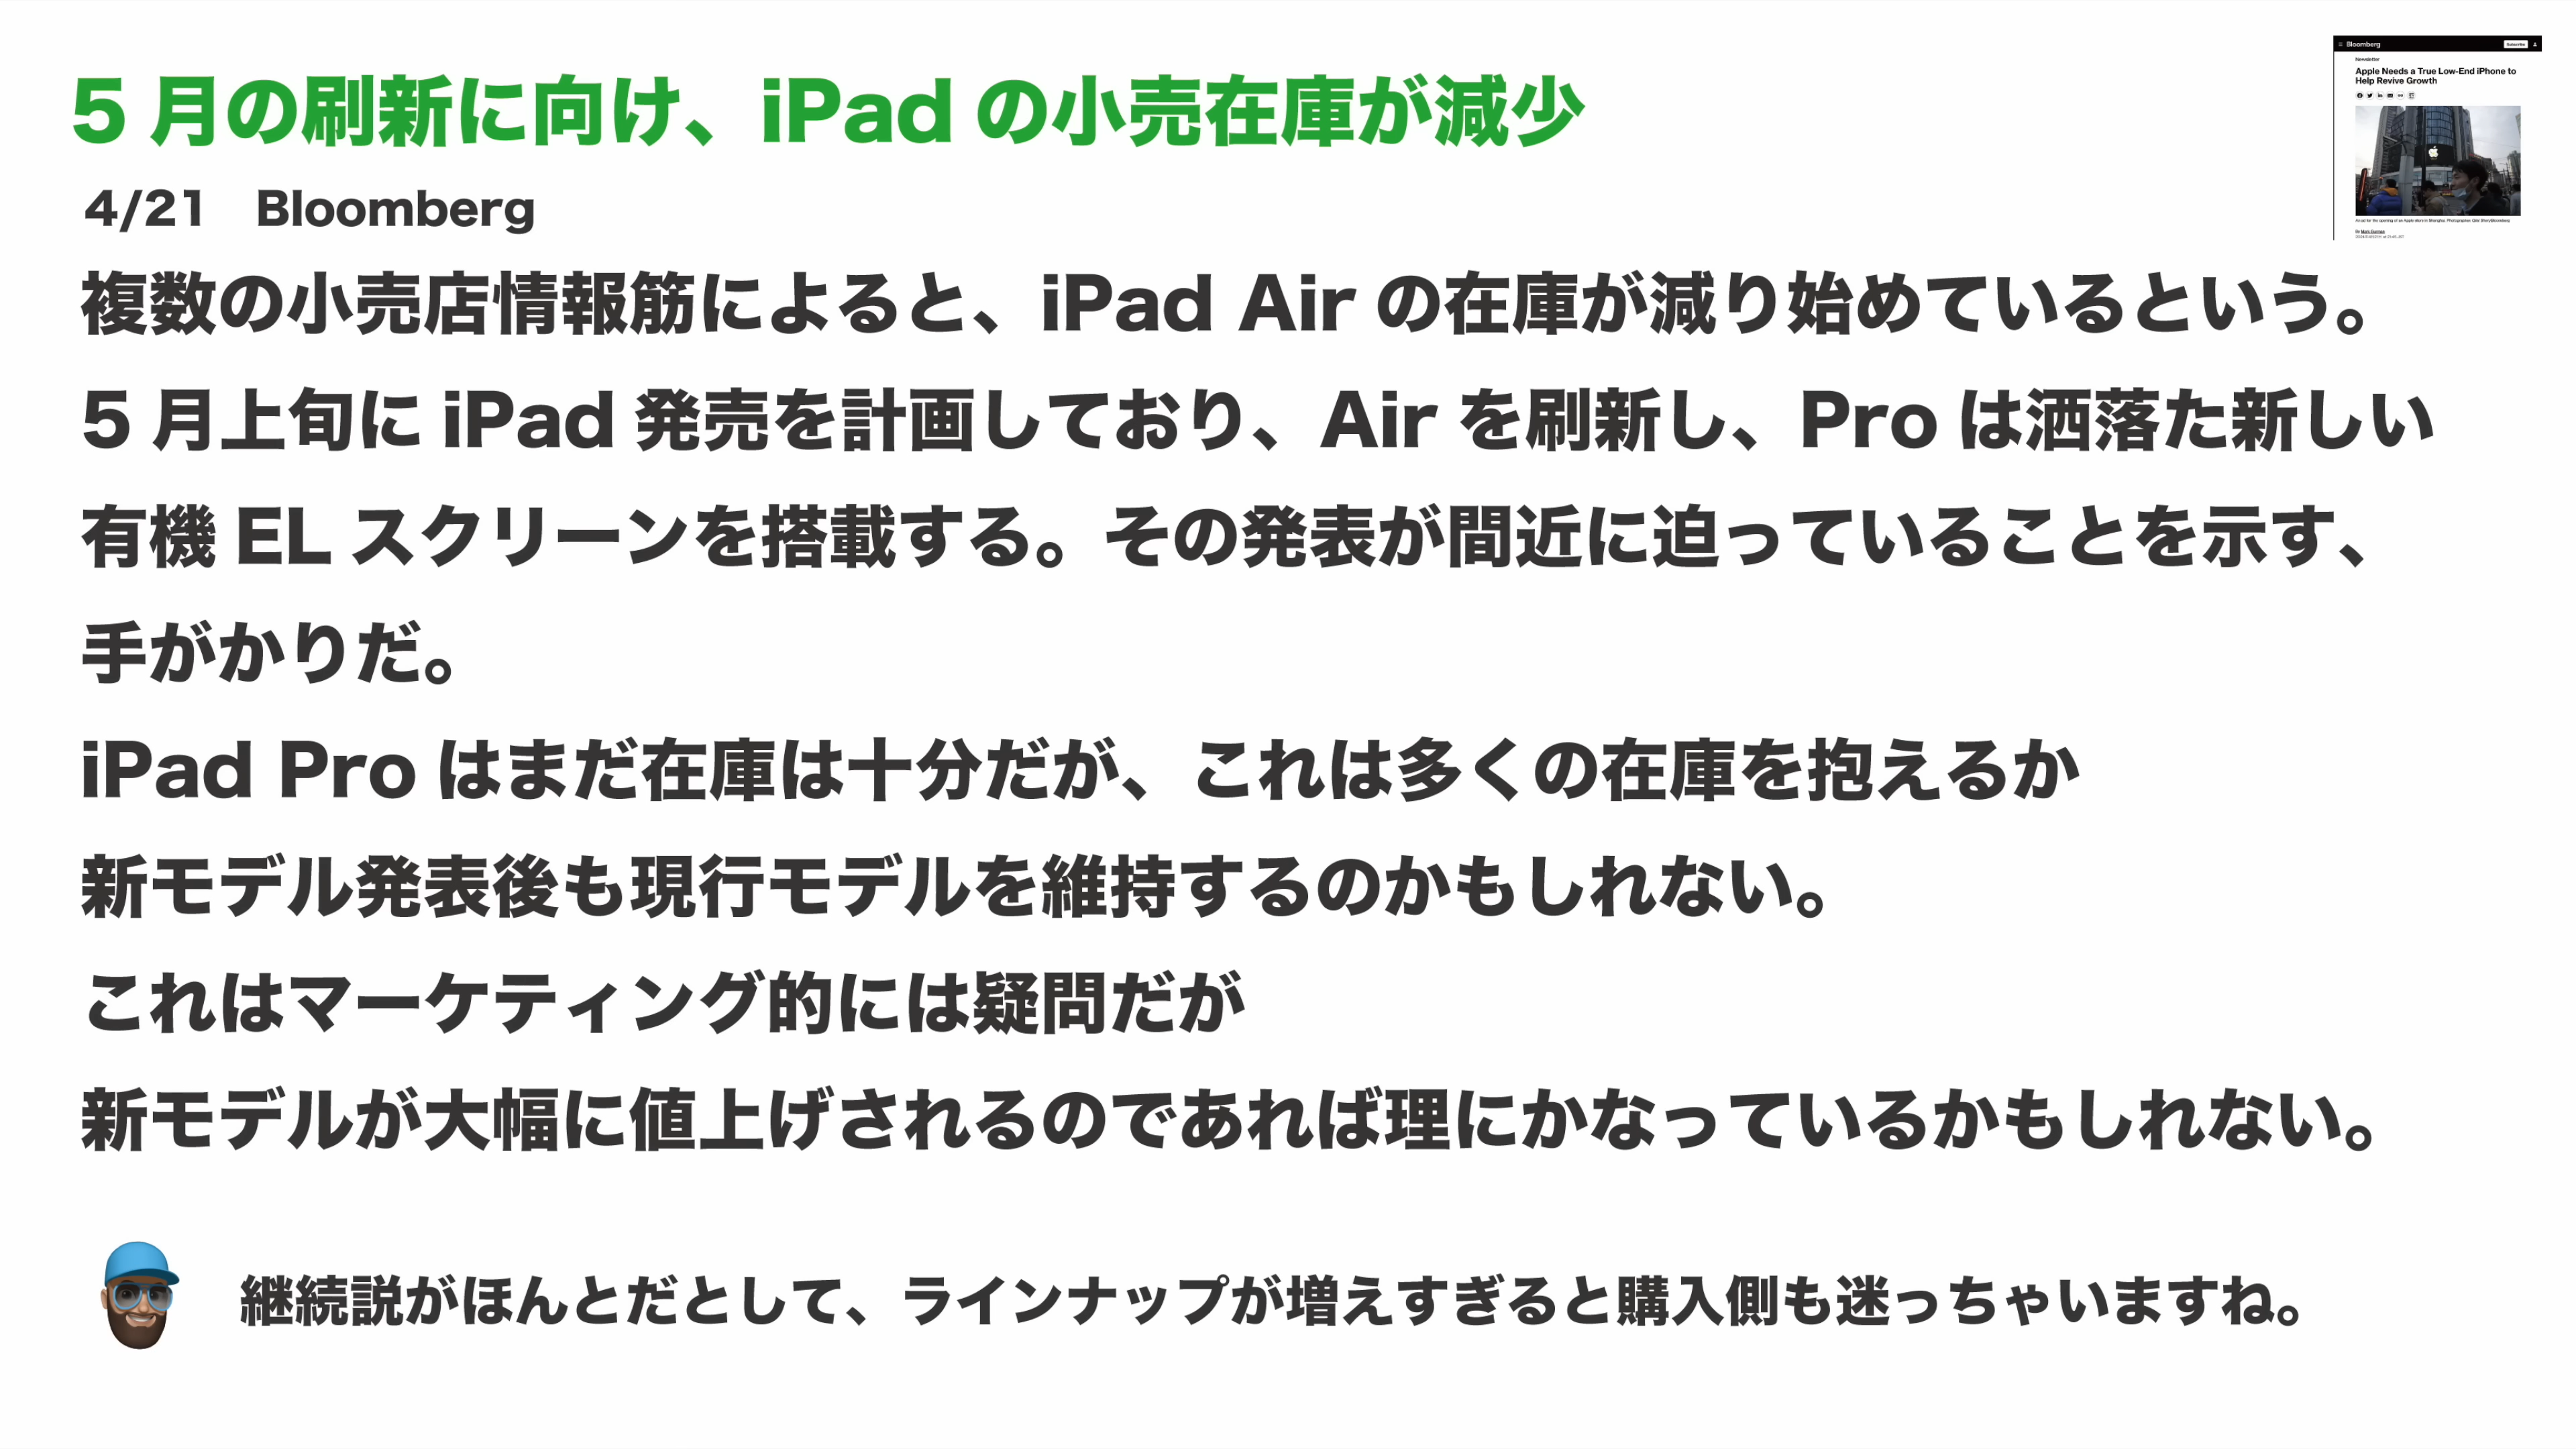 5月の刷新に向け、iPadの小売在庫が減少
4/21 Bloomberg
複数の小売店情報筋によると、iPad Airの在庫が減り始めているという。
5月上旬にiPad発売を計画しており、Airを刷新し、Proは洒落た新しい
有機ELスクリーンを搭載する。その発表が間近に迫っていることを示す、
手がかりだ。
iPad Proはまだ在庫は十分だが、これは多くの在庫を抱えるか
新モデル発表後も現行モデルを維持するのかもしれない。
これはマーケティング的には疑問だが
新モデルが大幅に値上げされるのであれば理にかなっているかもしれない。
継続説がほんとだとして、ラインナップが増えすぎると購入側も迷っちゃいますね。
Bloomberg
Subscribe
Newsletter
Apple Needs a True Low-End iPhone to
Help Revive Growth